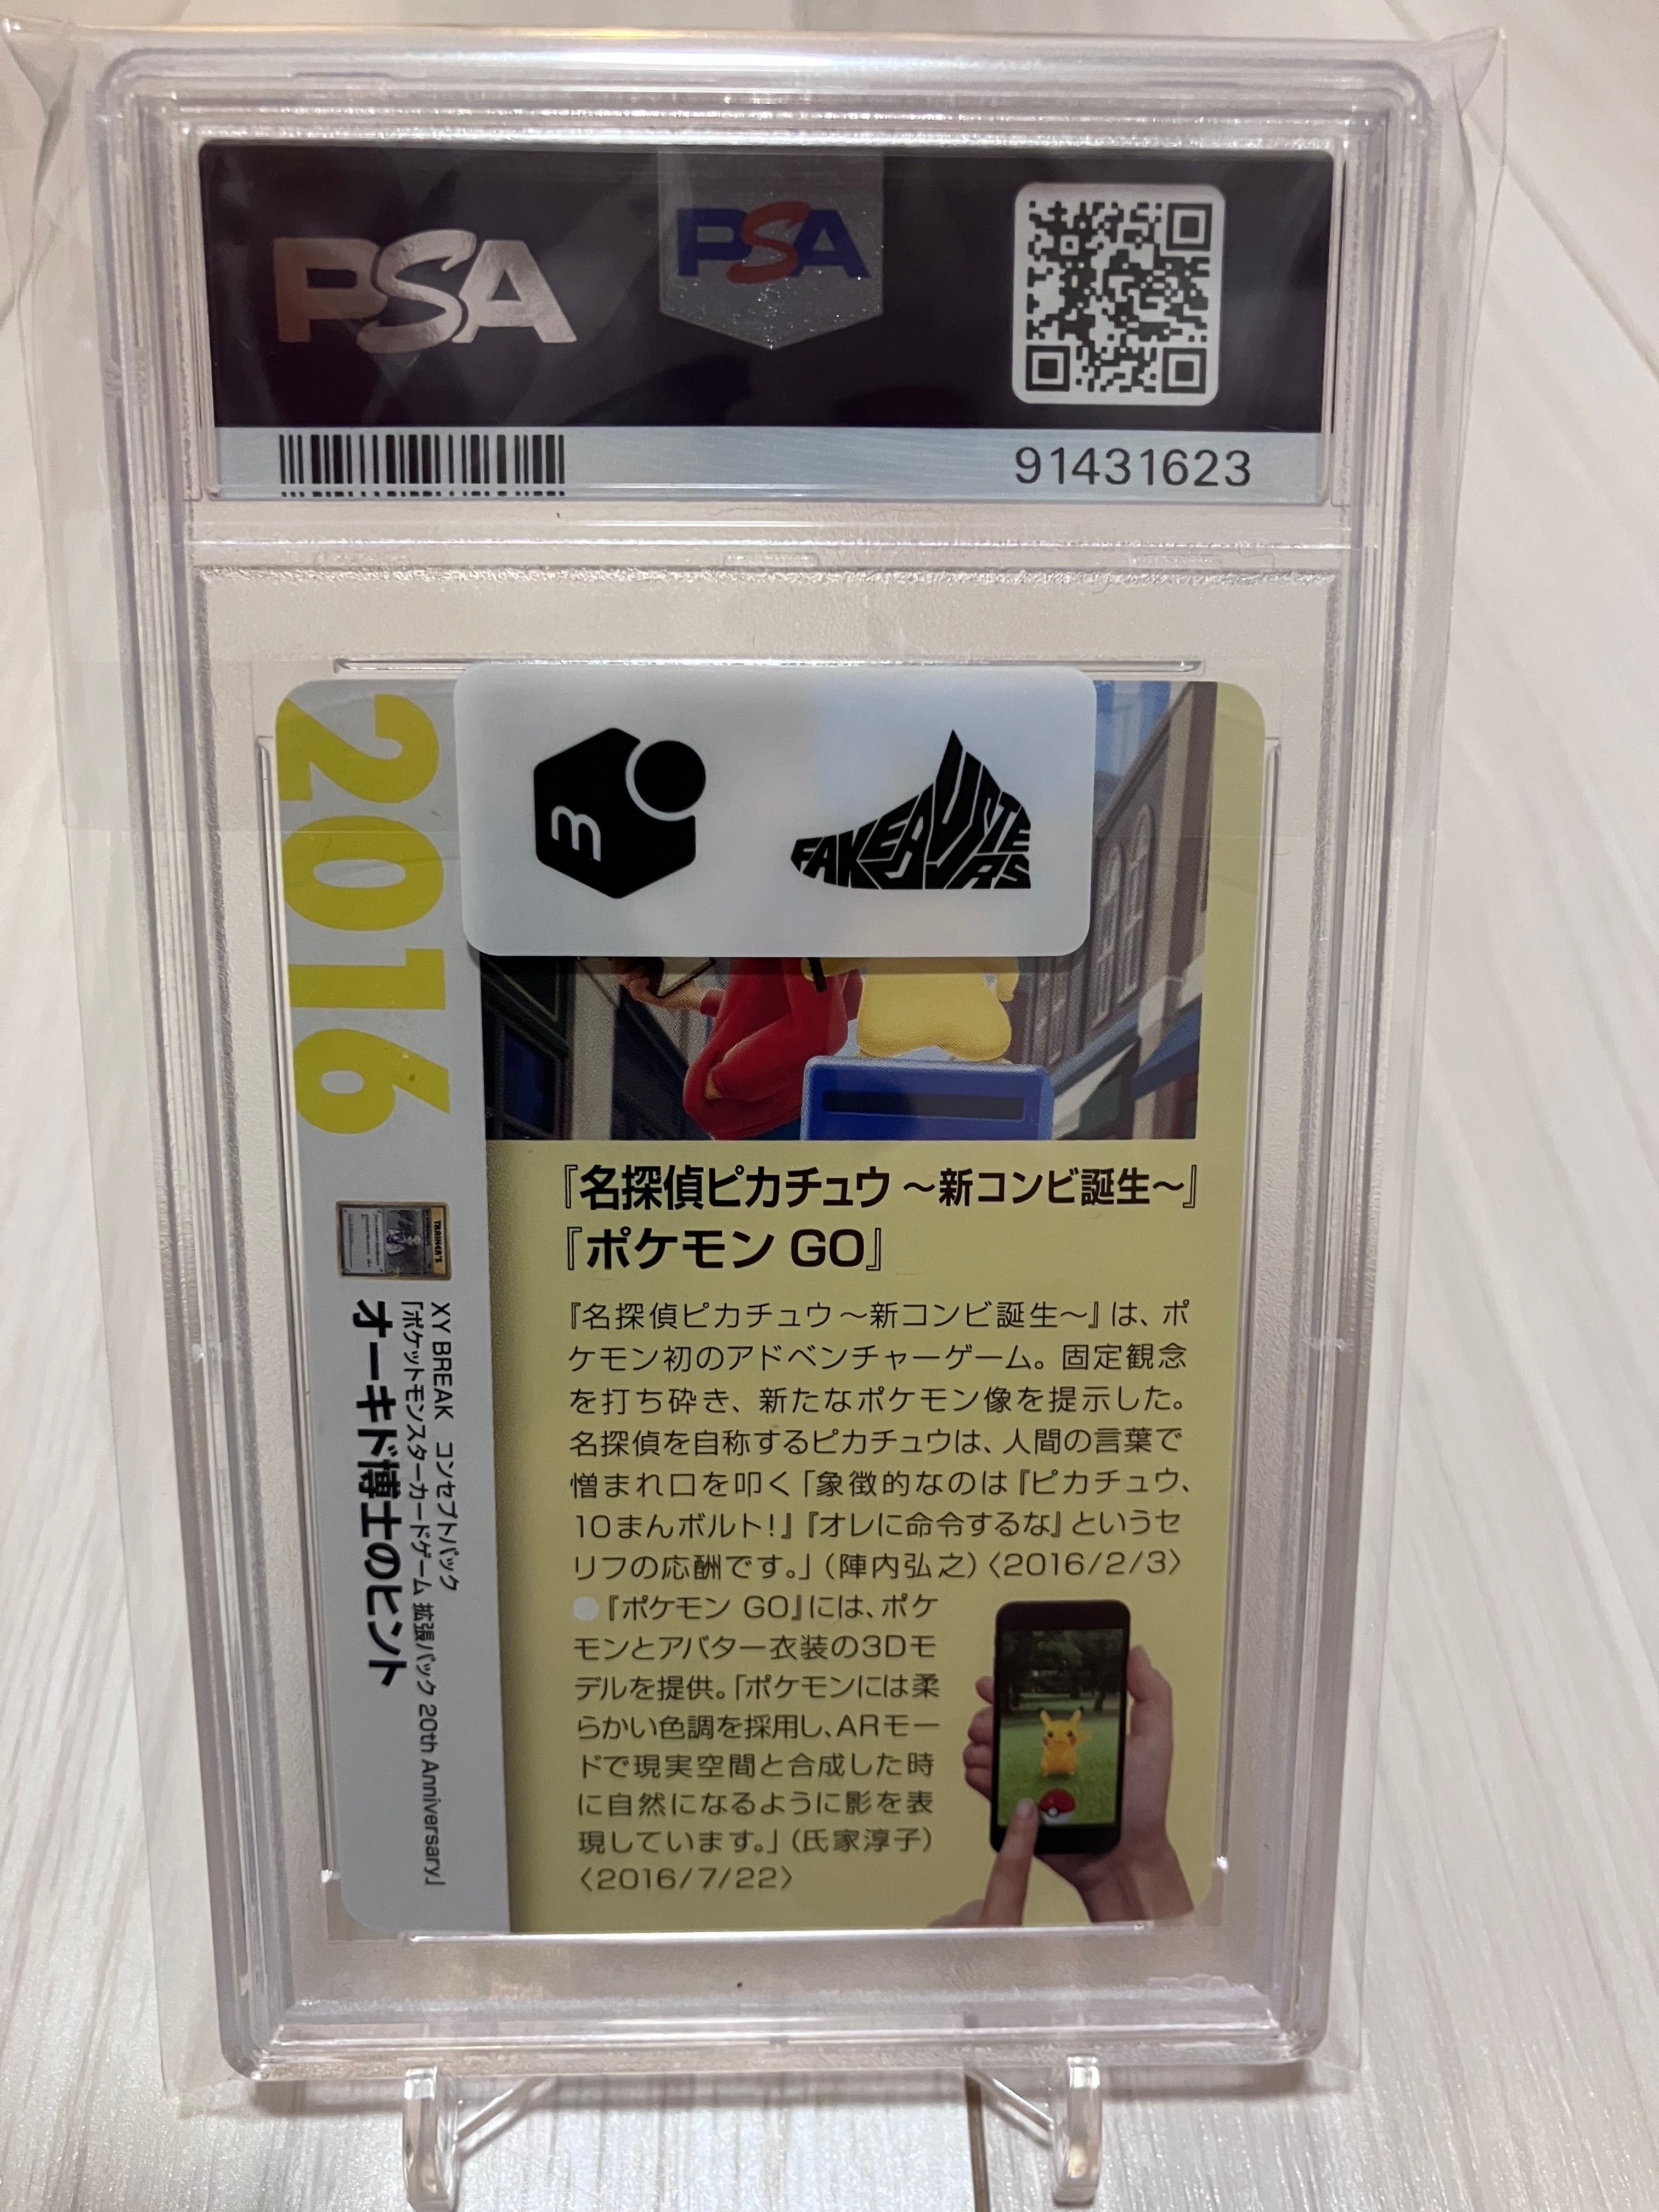 PSA
PSA
91431623
m
FAKEBUSTERS
2016
XY BREAK コンセプトパック
「ポケットモンスターカードゲーム 拡張パック 20th Anniversary」
オーキド博士のヒント
『名探偵ピカチュウ ～新コンビ誕生～』
『ポケモン GO』
『名探偵ピカチュウ～新コンビ誕生～』は、ポ
ケモン初のアドベンチャーゲーム。固定観念
を打ち砕き、新たなポケモン像を提示した。
名探偵を自称するピカチュウは、人間の言葉で
憎まれ口を叩く「象徴的なのは『ピカチュウ、
10まんボルト！』『オレに命令するな』というセ
リフの応酬です。」（陣内弘之）〈2016/2/3〉
●『ポケモン GO』には、ポケ
モンとアバター衣装の3Dモ
デルを提供。「ポケモンには柔
らかい色調を採用し、ARモー
ドで現実空間と合成した時
に自然になるように影を表
現しています。」（氏家淳子）
〈2016/7/22〉